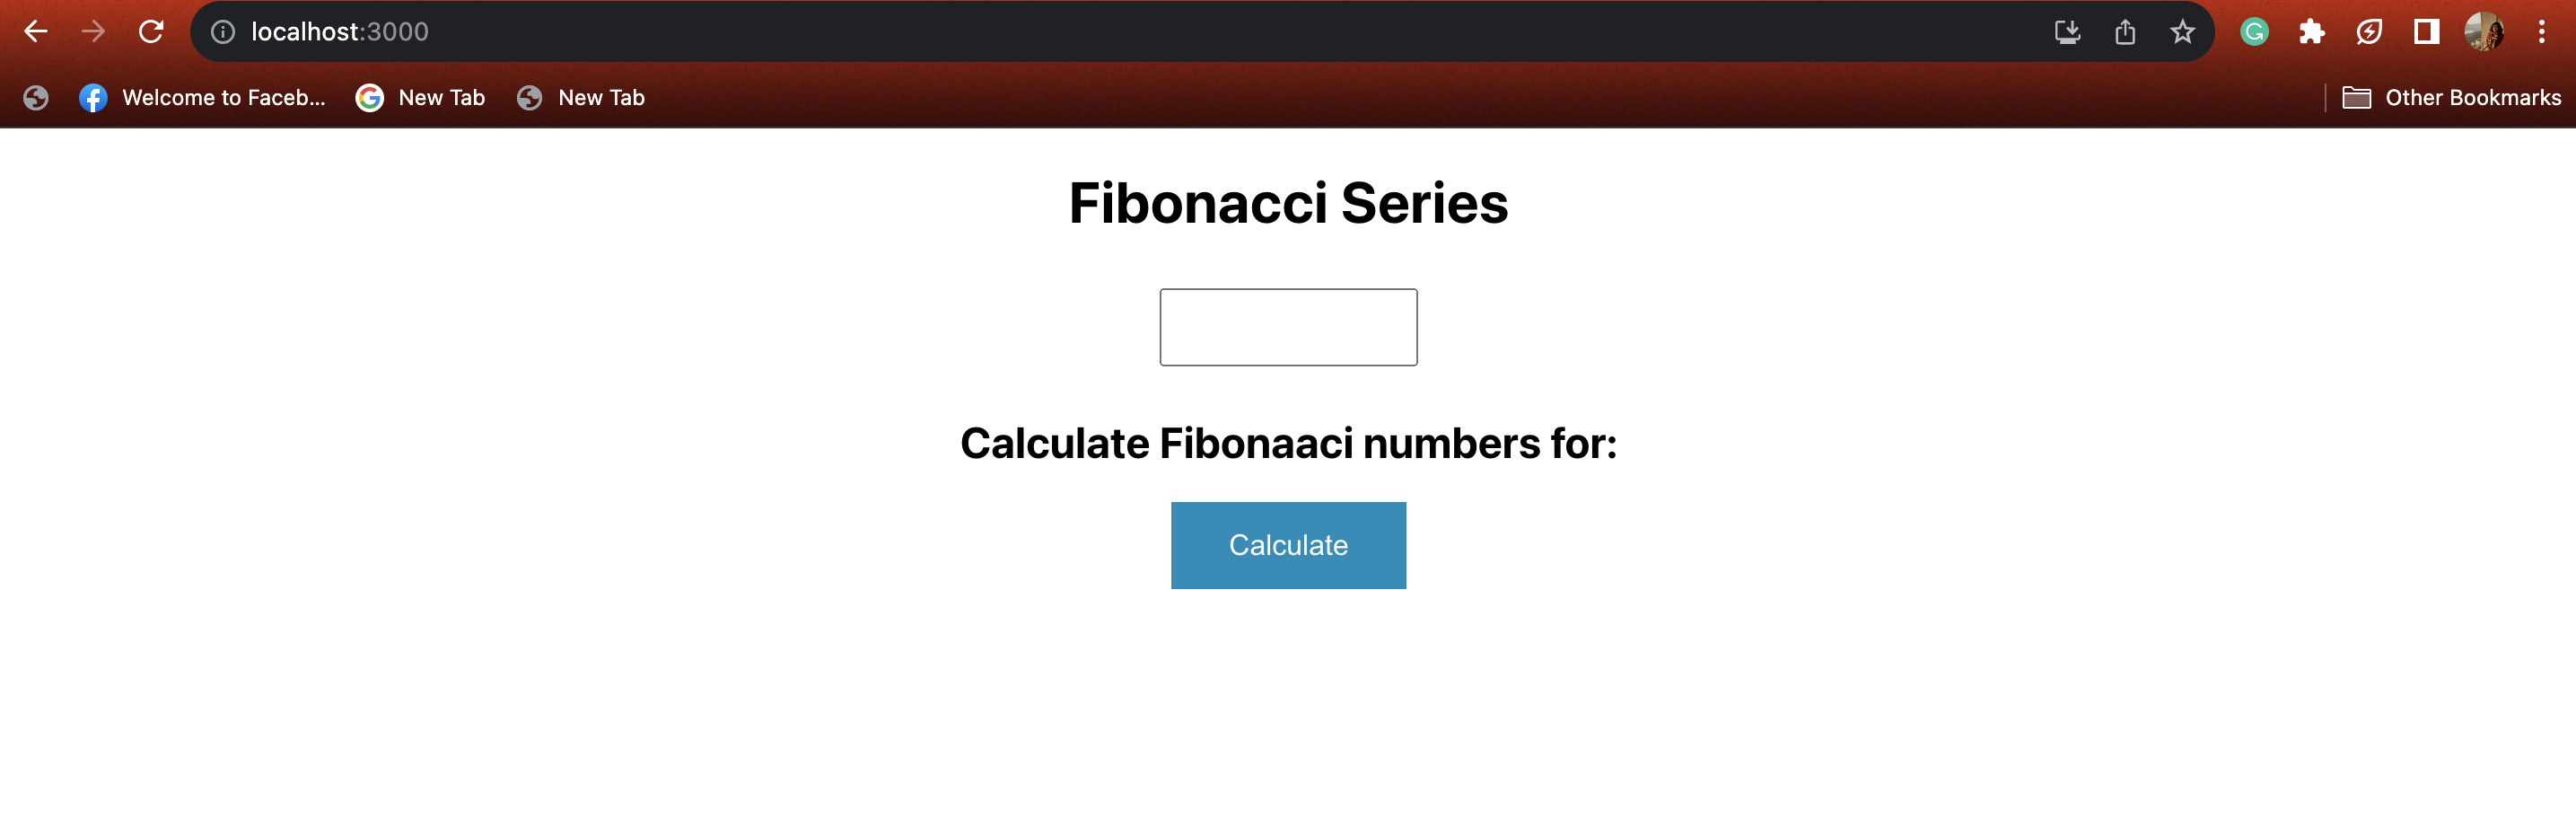 localhost:3000
Welcome to Faceb... New Tab New Tab Other Bookmarks
Fibonacci Series
Calculate Fibonaaci numbers for:
Calculate